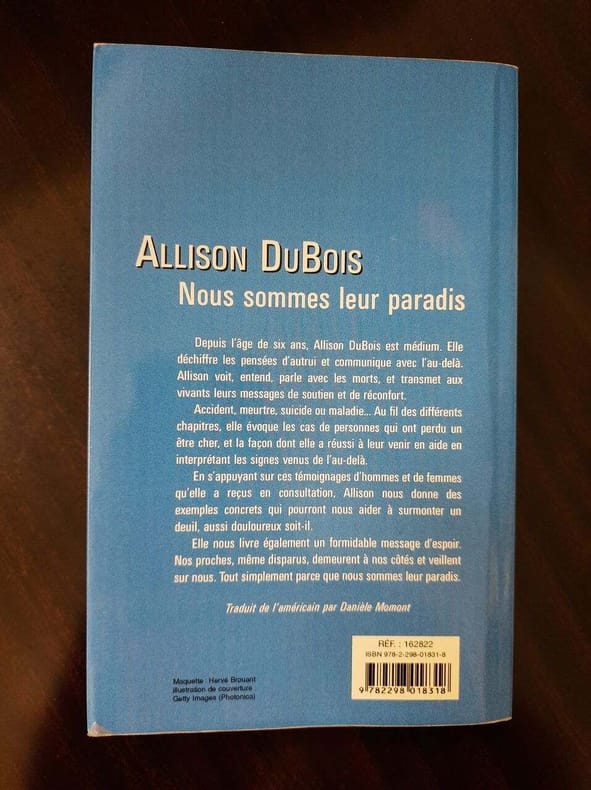 ALLISON DUBOIS
Nous sommes leur paradis
Depuis l'âge de six ans, Allison DuBois est médium. Elle
déchiffre les pensées d'autrui et communique avec l'au-delà.
Allison voit, entend, parle avec les morts, et transmet aux
vivants leurs messages de soutien et de réconfort.
Accident, meurtre, suicide ou maladie... Au fil des différents
chapitres, elle évoque les cas de personnes qui ont perdu un
être cher, et la façon dont elle a réussi à leur venir en aide en
interprétant les signes venus de l'au-delà.
En s'appuyant sur ces témoignages d'hommes et de femmes
qu'elle a reçus en consultation, Allison nous donne des
exemples concrets qui pourront nous aider à surmonter un
deuil, aussi douloureux soit-il.
Elle nous livre également un formidable message d'espoir.
Nos proches, même disparus, demeurent à nos côtés et veillent
sur nous. Tout simplement parce que nous sommes leur paradis.
Traduit de l'américain par Danièle Momont
RÉF. : 162822
ISBN 978-2-298-01831-8
9 782298 018318
Maquette : Hervé Brouant
illustration de couverture :
Getty Images (Photonica)